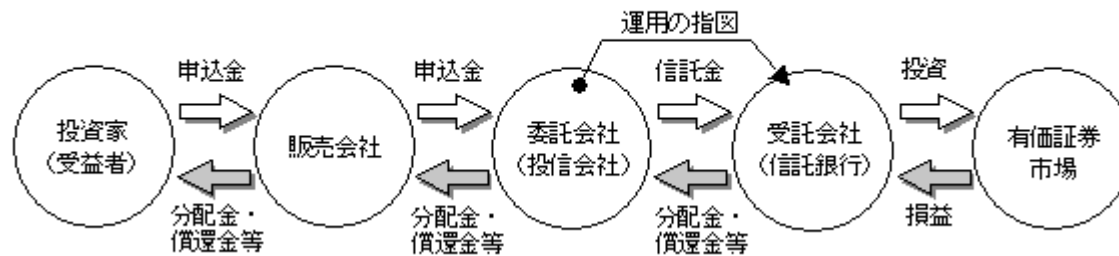 運用の指図
申込金
申込金
信託金
投資
投資家
(受益者)
販売会社
委託会社
(投信会社)
受託会社
(信託銀行)
有価証券
市場
分配金・
償還金等
分配金・
償還金等
分配金・
償還金等
損益